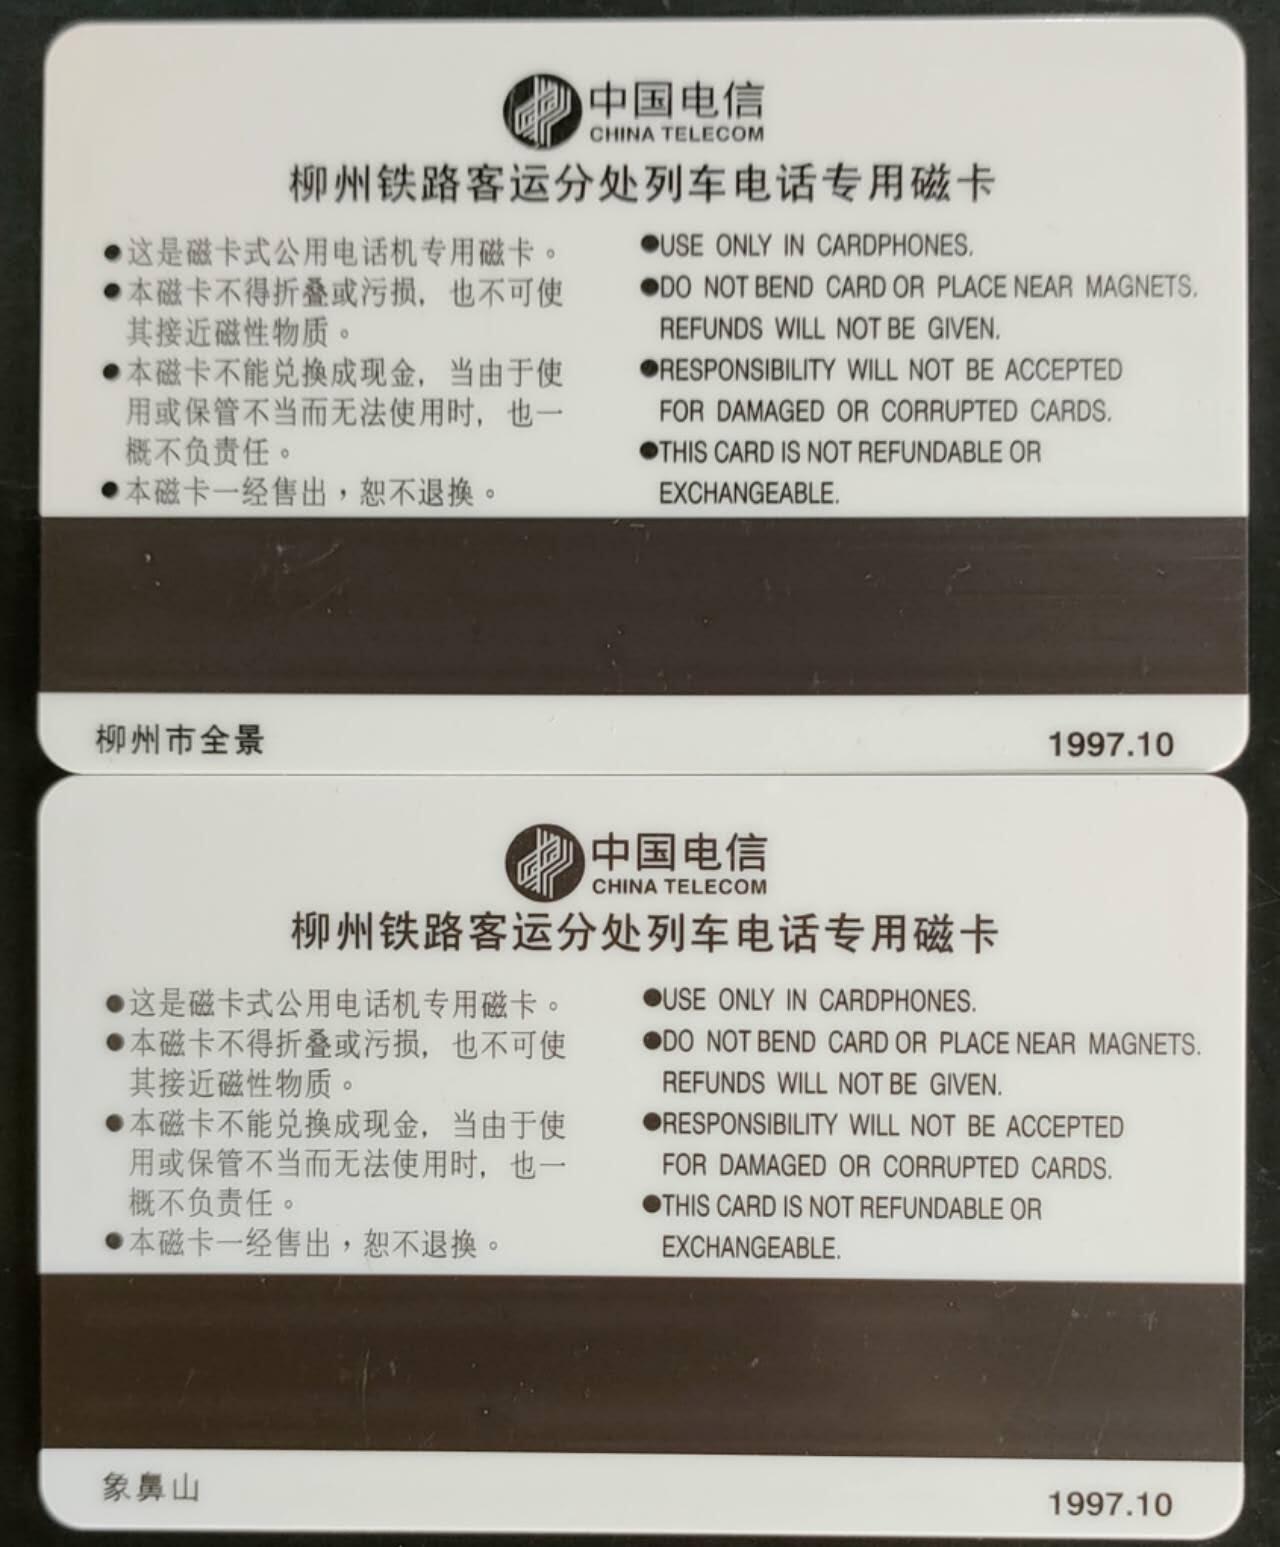 中国电信
CHINA TELECOM
柳州铁路客运分处列车电话专用磁卡
●这是磁卡式公用电话机专用磁卡。
●本磁卡不得折叠或污损，也不可使
其接近磁性物质。
●本磁卡不能兑换成现金，当由于使
用或保管不当而无法使用时，也一
概不负责任。
●本磁卡一经售出，恕不退换。
●USE ONLY IN CARDPHONES.
●DO NOT BEND CARD OR PLACE NEAR MAGNETS.
REFUNDS WILL NOT BE GIVEN.
●RESPONSIBILITY WILL NOT BE ACCEPTED
FOR DAMAGED OR CORRUPTED CARDS.
●THIS CARD IS NOT REFUNDABLE OR
EXCHANGEABLE.
柳州市全景
1997.10
中国电信
CHINA TELECOM
柳州铁路客运分处列车电话专用磁卡
●这是磁卡式公用电话机专用磁卡。
●本磁卡不得折叠或污损，也不可使
其接近磁性物质。
●本磁卡不能兑换成现金，当由于使
用或保管不当而无法使用时，也一
概不负责任。
●本磁卡一经售出，恕不退换。
●USE ONLY IN CARDPHONES.
●DO NOT BEND CARD OR PLACE NEAR MAGNETS.
REFUNDS WILL NOT BE GIVEN.
●RESPONSIBILITY WILL NOT BE ACCEPTED
FOR DAMAGED OR CORRUPTED CARDS.
●THIS CARD IS NOT REFUNDABLE OR
EXCHANGEABLE.
象鼻山
1997.10